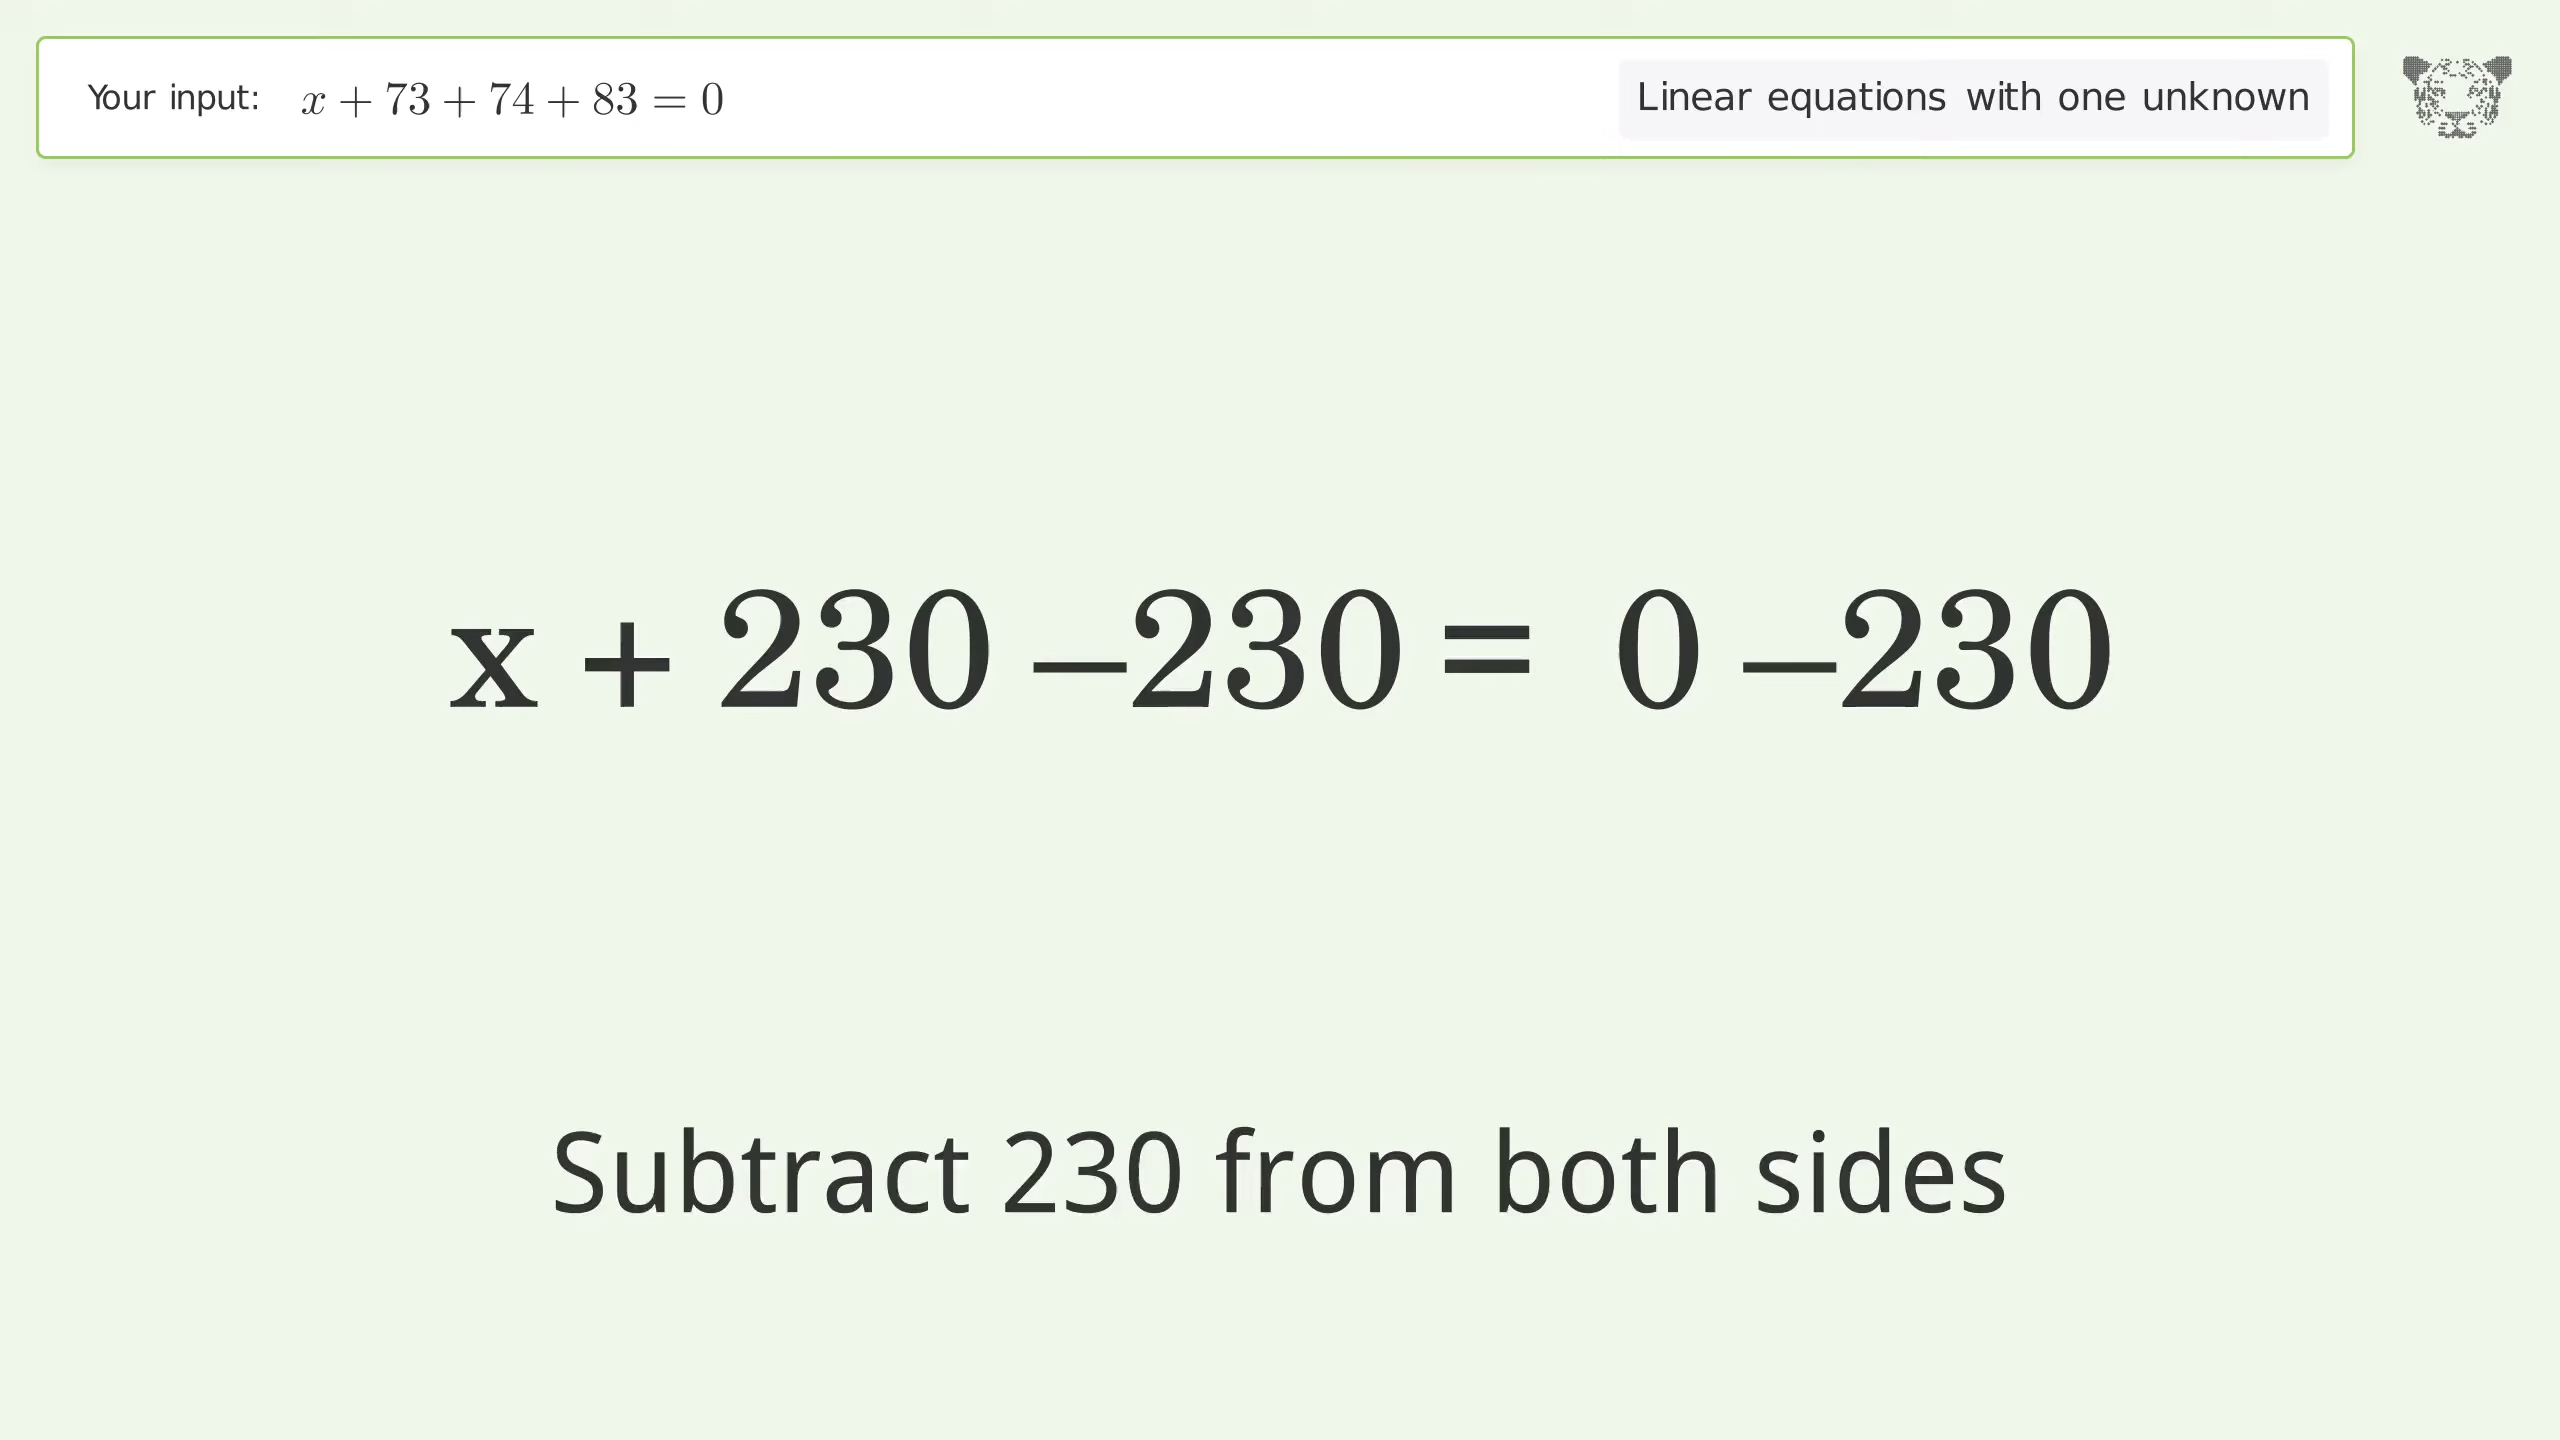 Your input: x + 73 + 74 + 83 = 0
Linear equations with one unknown
x + 230 –230 = 0 –230
Subtract 230 from both sides